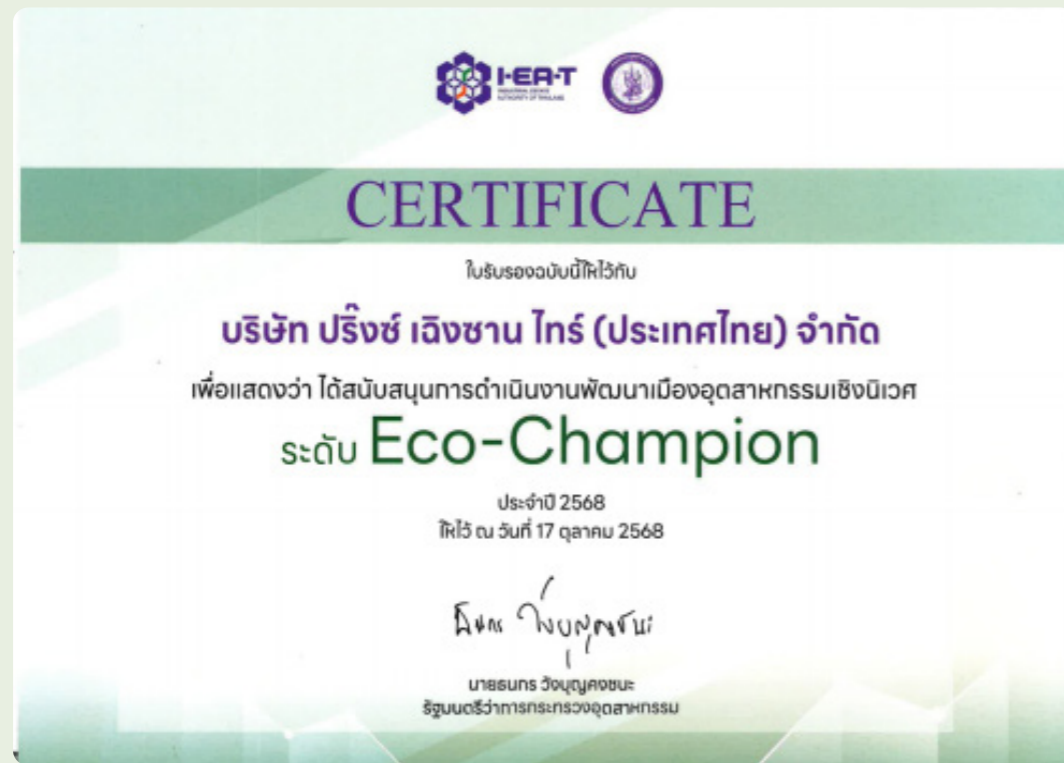 I-EA-T
INDUSTRIAL ESTATE
AUTHORITY OF THAILAND
CERTIFICATE
ใบรับรองฉบับนี้ให้ไว้กับ
บริษัท ปริ๊งซ์ เฉิงซาน ไทร์ (ประเทศไทย) จำกัด
เพื่อแสดงว่า ได้สนับสนุนการดำเนินงานพัฒนาเมืองอุตสาหกรรมเชิงนิเวศ
ระดับ Eco-Champion
ประจำปี 2568
ให้ไว้ ณ วันที่ 17 ตุลาคม 2568
นายธนกร วังบุญคงชนะ
รัฐมนตรีว่าการกระทรวงอุตสาหกรรม